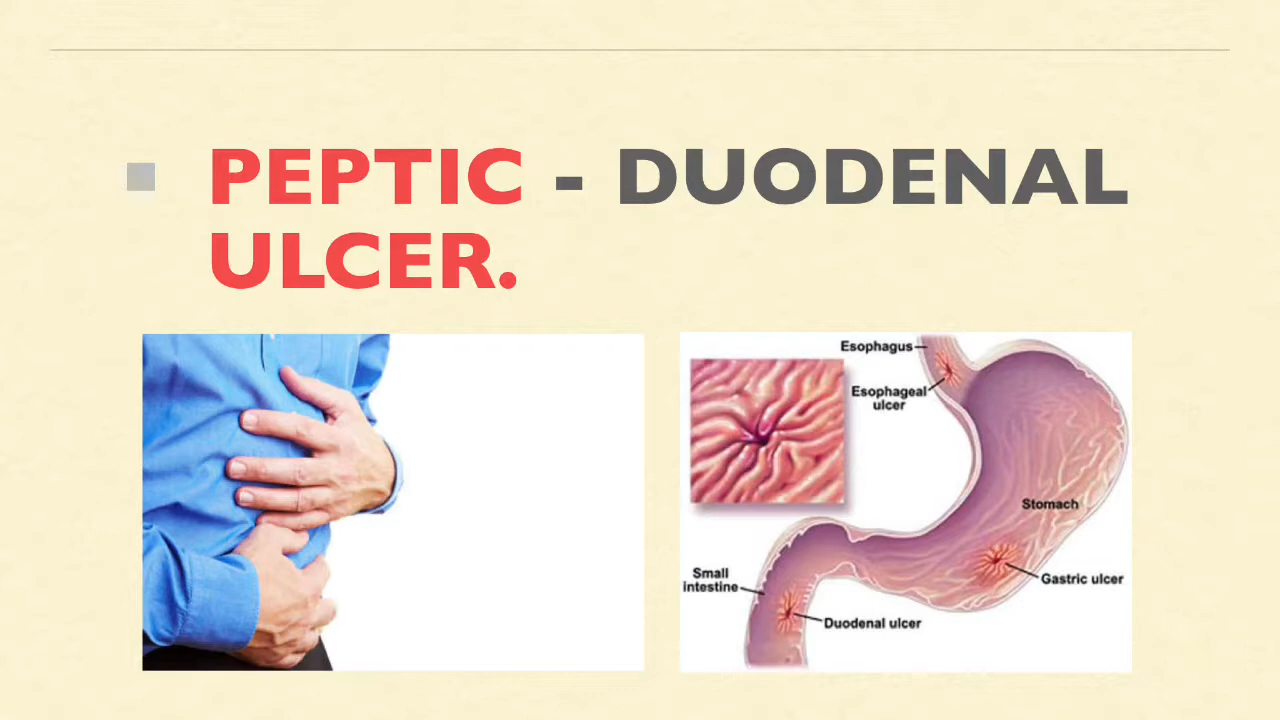 PEPTIC - DUODENAL
ULCER.
Esophagus
Esophageal
ulcer
Stomach
Small
intestine
Gastric ulcer
Duodenal ulcer